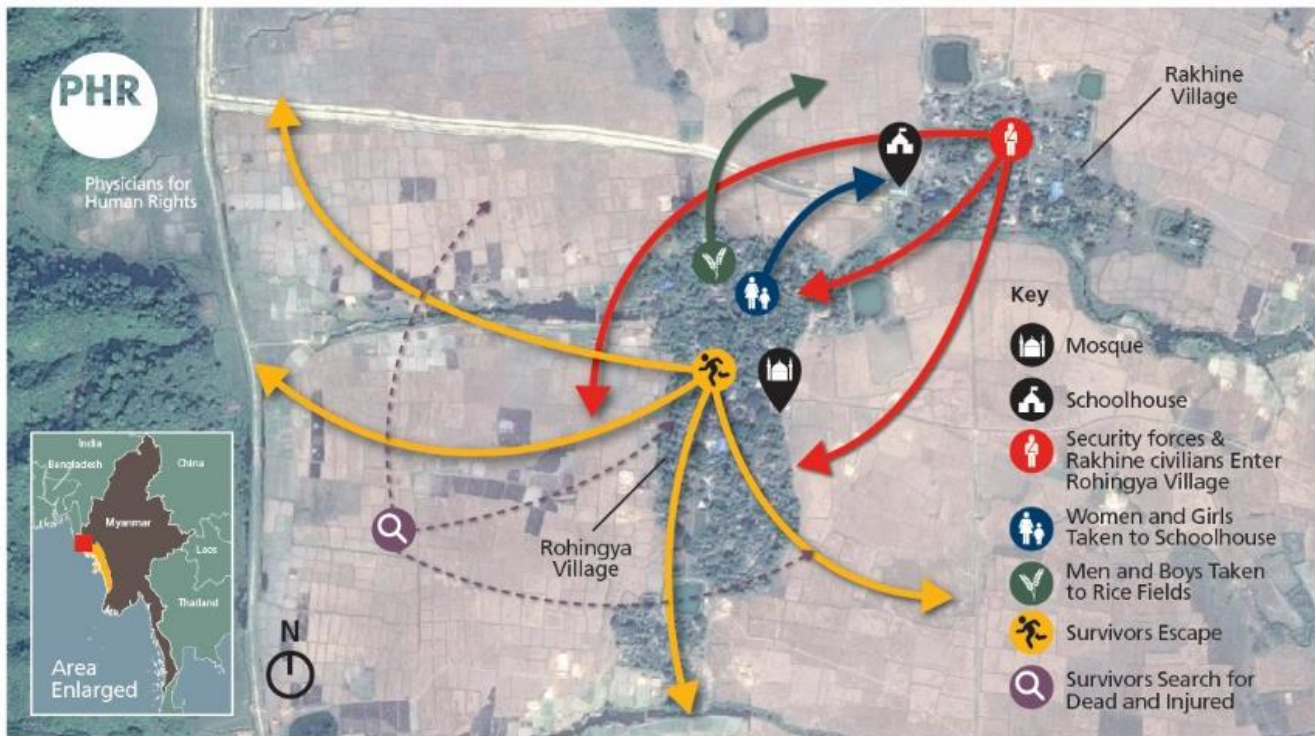 PHR
Physicians for
Human Rights
Rakhine
Village
Rohingya
Village
Key
Mosque
Schoolhouse
Security forces &
Rakhine civilians Enter
Rohingya Village
Women and Girls
Taken to Schoolhouse
Men and Boys Taken
to Rice Fields
Survivors Escape
Survivors Search for
Dead and Injured
India
Bangladesh
China
Myanmar
Laos
Thailand
Area
Enlarged
N